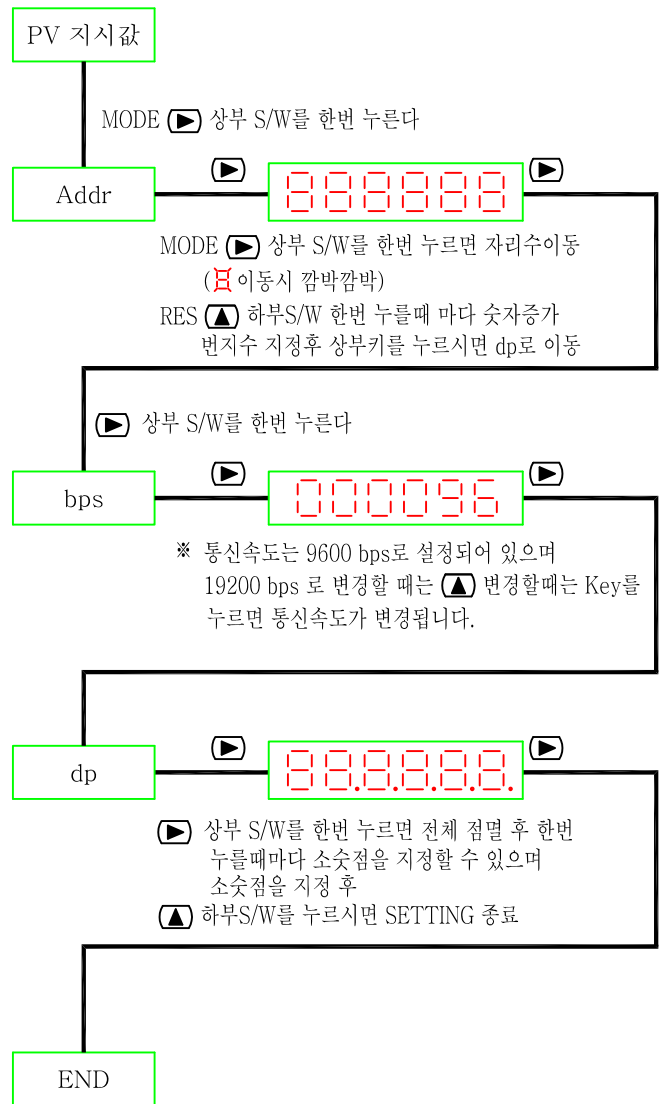 PV 지시값
MODE (▶) 상부 S/W를 한번 누른다
Addr (▶) 888888 (▶)
MODE (▶) 상부 S/W를 한번 누르면 자리수이동
(8 이동시 깜박깜박)
RES (▲) 하부S/W 한번 누를때 마다 숫자증가
번지수 지정후 상부키를 누르시면 dp로 이동
(▶) 상부 S/W를 한번 누른다
bps (▶) 000096 (▶)
※ 통신속도는 9600 bps로 설정되어 있으며
19200 bps 로 변경할 때는 (▲) 변경할때는 Key를
누르면 통신속도가 변경됩니다.
dp (▶) 88.8.8.8.8. (▶)
(▶) 상부 S/W를 한번 누르면 전체 점멸 후 한번
누를때마다 소숫점을 지정할 수 있으며
소숫점을 지정 후
(▲) 하부S/W를 누르시면 SETTING 종료
END